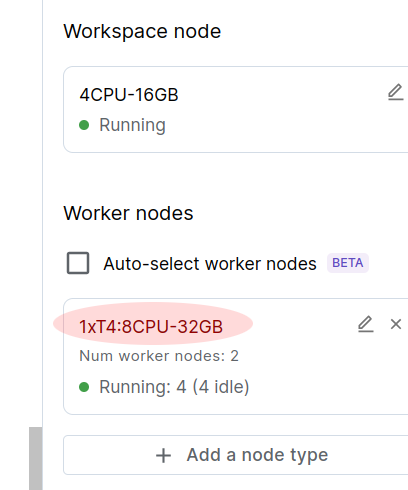 Workspace node
4CPU-16GB
Running
Worker nodes
Auto-select worker nodes BETA
1xT4:8CPU-32GB
Num worker nodes: 2
Running: 4 (4 idle)
Add a node type